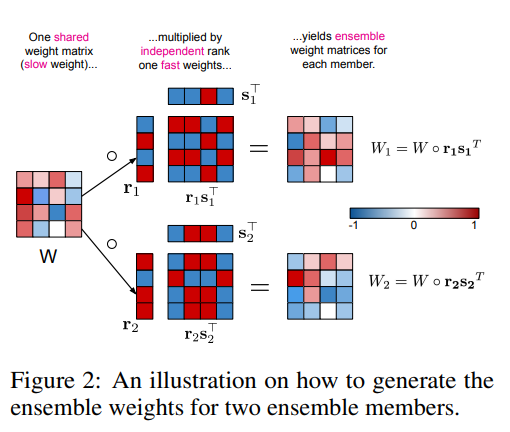 One shared
weight matrix
(slow weight)...
...multiplied by
independent rank
one fast weights...
...yields ensemble
weight matrices for
each member.
s₁⊤
r₁
r₁s₁⊤
=
W₁ = W ∘ r₁s₁ᵀ
W
-1 0 1
s₂⊤
r₂
r₂s₂⊤
=
W₂ = W ∘ r₂s₂ᵀ
Figure 2: An illustration on how to generate the
ensemble weights for two ensemble members.